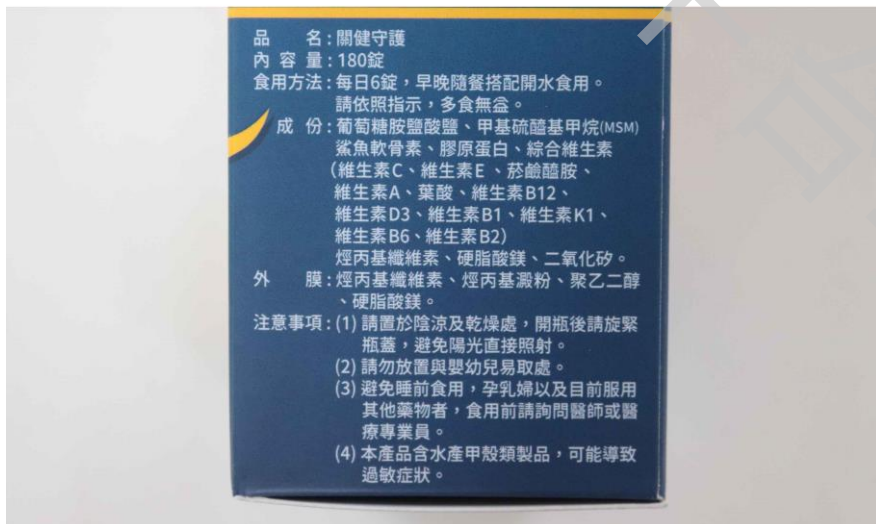 品　　名:關健守護
內 容 量:180錠
食用方法:每日6錠，早晚隨餐搭配開水食用。
請依照指示，多食無益。
成 份:葡萄糖胺鹽酸鹽、甲基硫醯基甲烷(MSM)
鯊魚軟骨素、膠原蛋白、綜合維生素
(維生素C、維生素E、菸鹼醯胺、
維生素A、葉酸、維生素B12、
維生素D3、維生素B1、維生素K1、
維生素B6、維生素B2)
烴丙基纖維素、硬脂酸鎂、二氧化矽。
外　　膜:烴丙基纖維素、烴丙基澱粉、聚乙二醇
、硬脂酸鎂。
注意事項:(1) 請置於陰涼及乾燥處，開瓶後請旋緊
瓶蓋，避免陽光直接照射。
(2) 請勿放置與嬰幼兒易取處。
(3) 避免睡前食用，孕乳婦以及目前服用
其他藥物者，食用前請詢問醫師或醫
療專業員。
(4) 本產品含水產甲殼類製品，可能導致
過敏症狀。